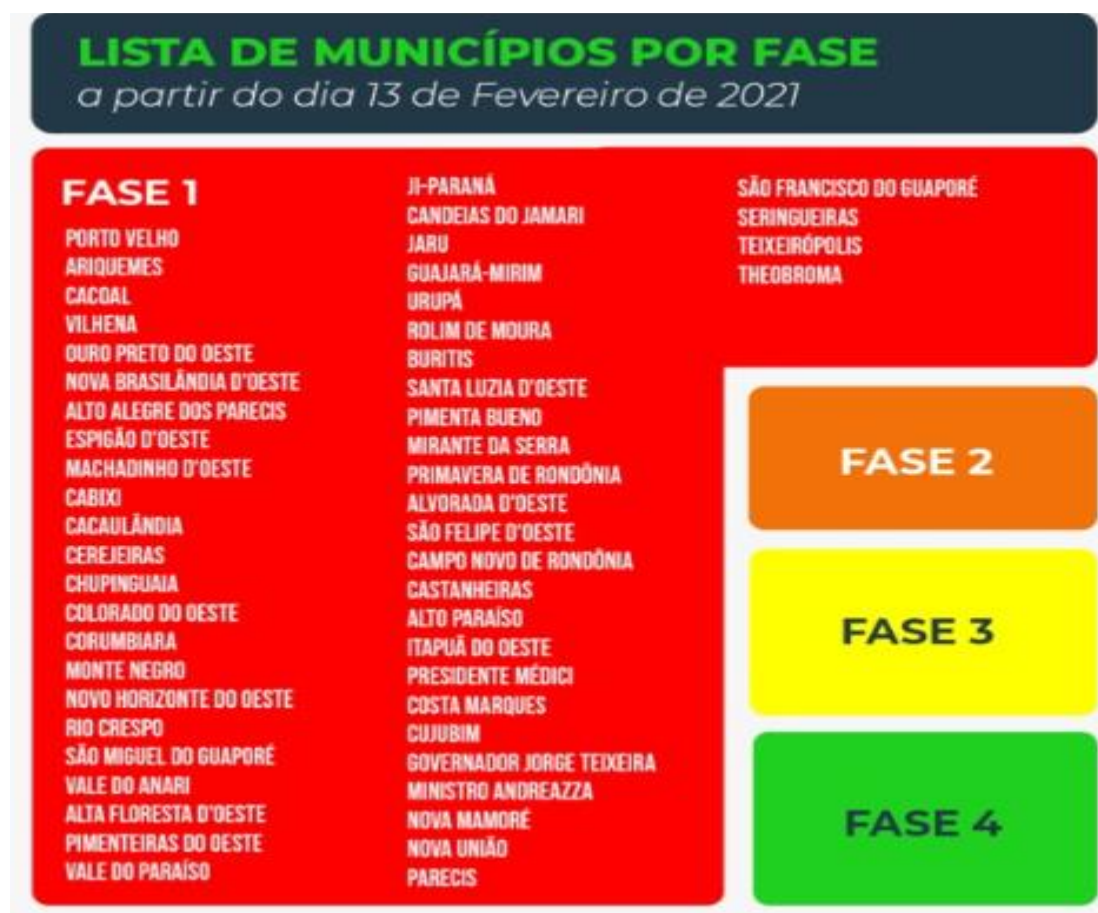 LISTA DE MUNICÍPIOS POR FASE
a partir do dia 13 de Fevereiro de 2021
FASE 1
PORTO VELHO
ARIQUEMES
CACOAL
VILHENA
OURO PRETO DO OESTE
NOVA BRASILÂNDIA D'OESTE
ALTO ALEGRE DOS PARECIS
ESPIGÃO D'OESTE
MACHADINHO D'OESTE
CABIXI
CACAULÂNDIA
CEREJEIRAS
CHUPINGUAIA
COLORADO DO OESTE
CORUMBIARA
MONTE NEGRO
NOVO HORIZONTE DO OESTE
RIO CRESPO
SÃO MIGUEL DO GUAPORÉ
VALE DO ANARI
ALTA FLORESTA D'OESTE
PIMENTEIRAS DO OESTE
VALE DO PARAÍSO
JI-PARANÁ
CANDEIAS DO JAMARI
JARU
GUAJARÁ-MIRIM
URUPÁ
ROLIM DE MOURA
BURITIS
SANTA LUZIA D'OESTE
PIMENTA BUENO
MIRANTE DA SERRA
PRIMAVERA DE RONDÔNIA
ALVORADA D'OESTE
SÃO FELIPE D'OESTE
CAMPO NOVO DE RONDÔNIA
CASTANHEIRAS
ALTO PARAÍSO
ITAPUÃ DO OESTE
PRESIDENTE MÉDICI
COSTA MARQUES
CUJUBIM
GOVERNADOR JORGE TEIXEIRA
MINISTRO ANDREAZZA
NOVA MAMORÉ
NOVA UNIÃO
PARECIS
SÃO FRANCISCO DO GUAPORÉ
SERINGUEIRAS
TEIXEIRÓPOLIS
THEOBROMA
FASE 2
FASE 3
FASE 4